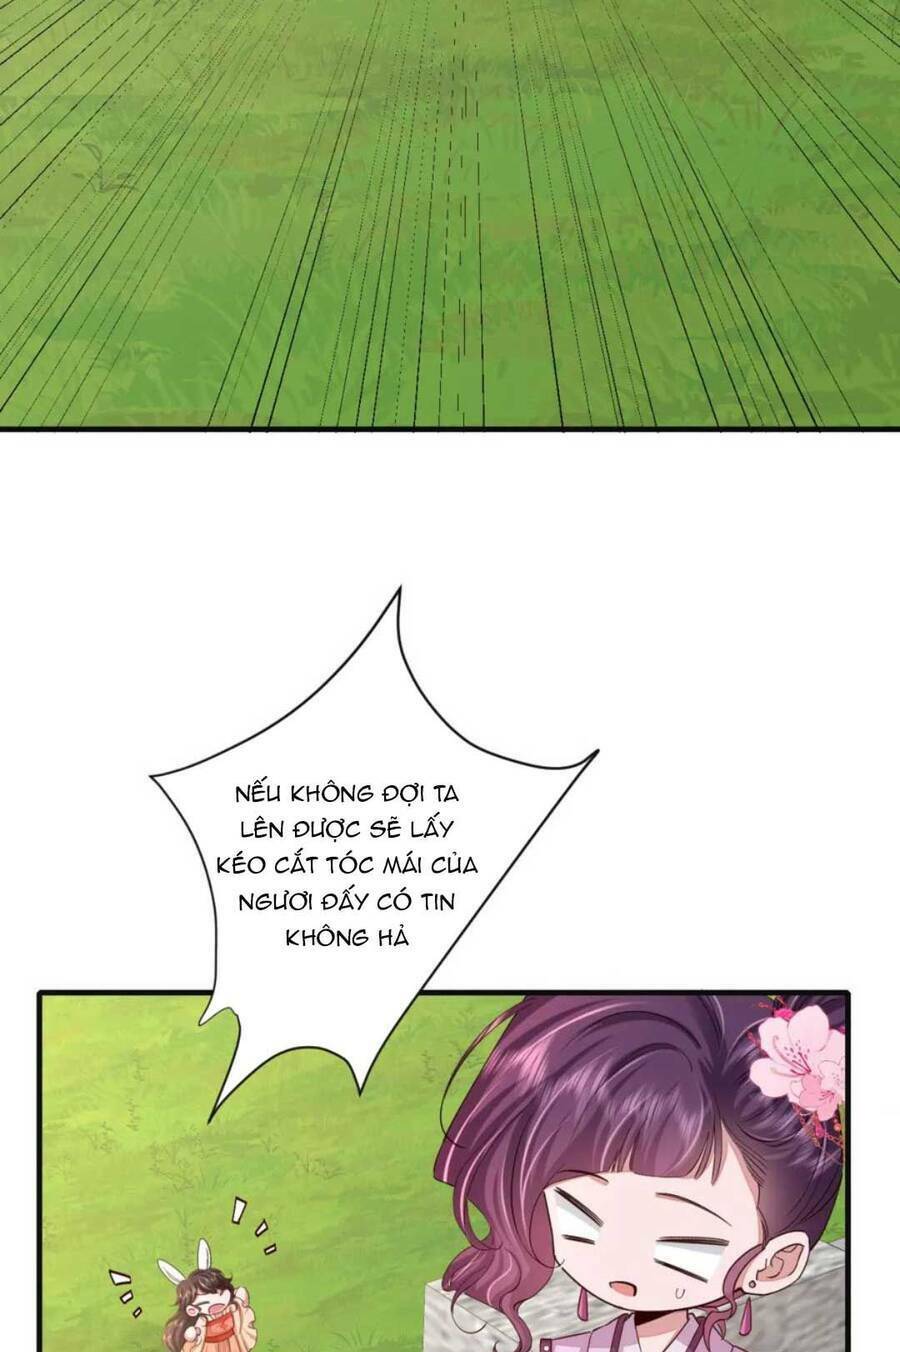 NẾU KHÔNG ĐỢI TA
LÊN ĐƯỢC SẼ LẤY
KÉO CẮT TÓC MÁI CỦA
NGƯƠI ĐẤY CÓ TIN
KHÔNG HẢ